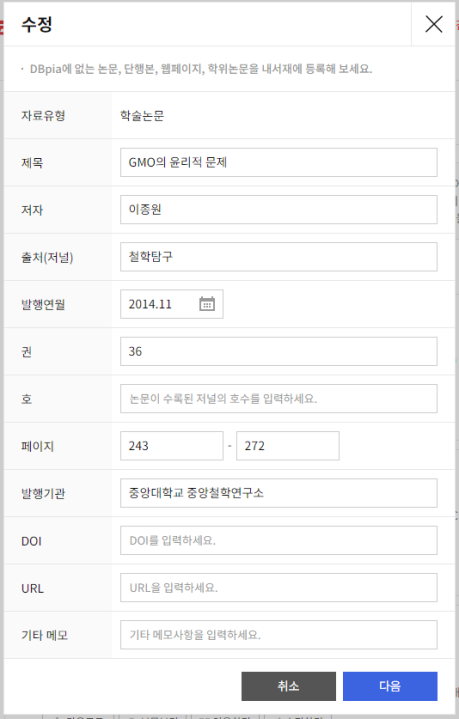 수정
· DBpia에 없는 논문, 단행본, 웹페이지, 학위논문을 내서재에 등록해 보세요.
자료유형 학술논문
제목 GMO의 윤리적 문제
저자 이종원
출처(저널) 철학탐구
발행연월 2014.11
권 36
호 논문이 수록된 저널의 호수를 입력하세요.
페이지 243 - 272
발행기관 중앙대학교 중앙철학연구소
DOI DOI를 입력하세요.
URL URL을 입력하세요.
기타 메모 기타 메모사항을 입력하세요.
취소 다음